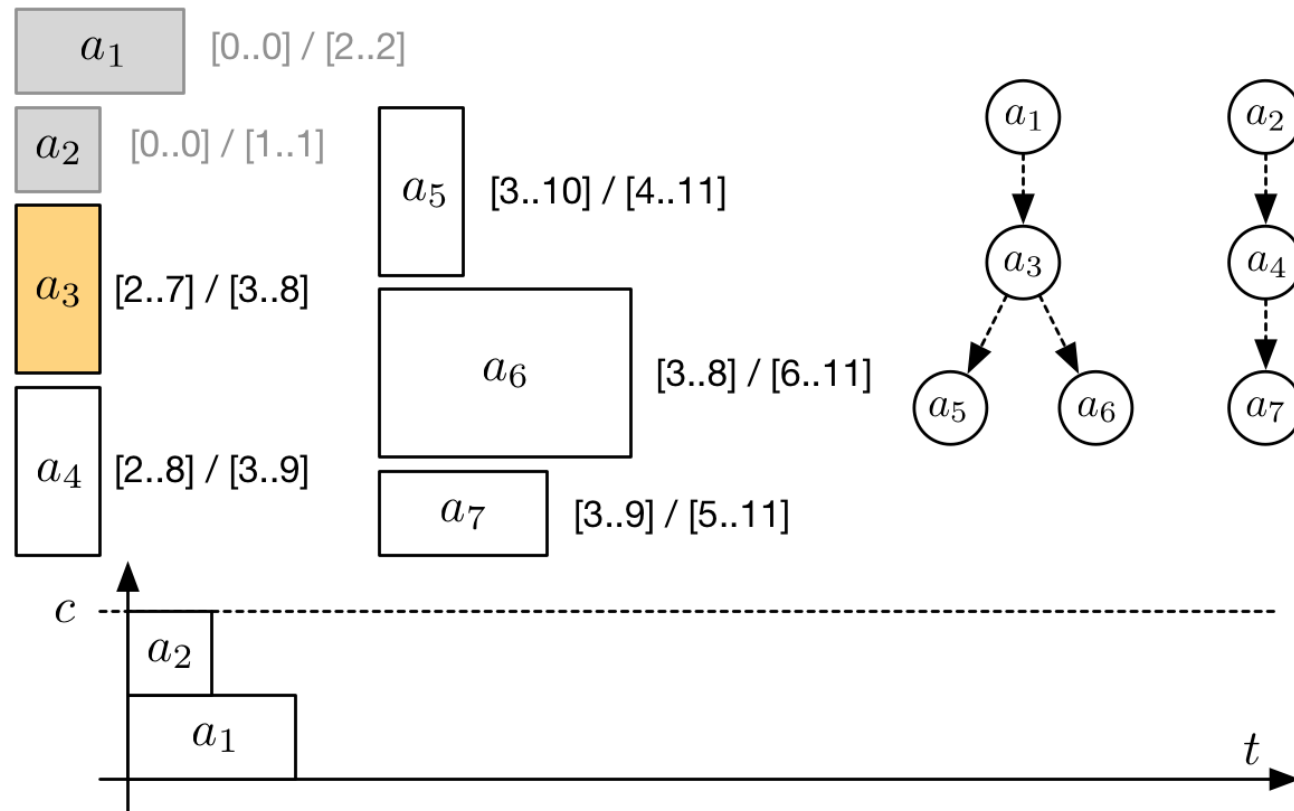 a₁ [0..0] / [2..2]
a₂ [0..0] / [1..1]
a₃ [2..7] / [3..8]
a₄ [2..8] / [3..9]
a₅ [3..10] / [4..11]
a₆ [3..8] / [6..11]
a₇ [3..9] / [5..11]
a₁ a₂
a₃ a₄
a₅ a₆ a₇
c
a₂
a₁
t